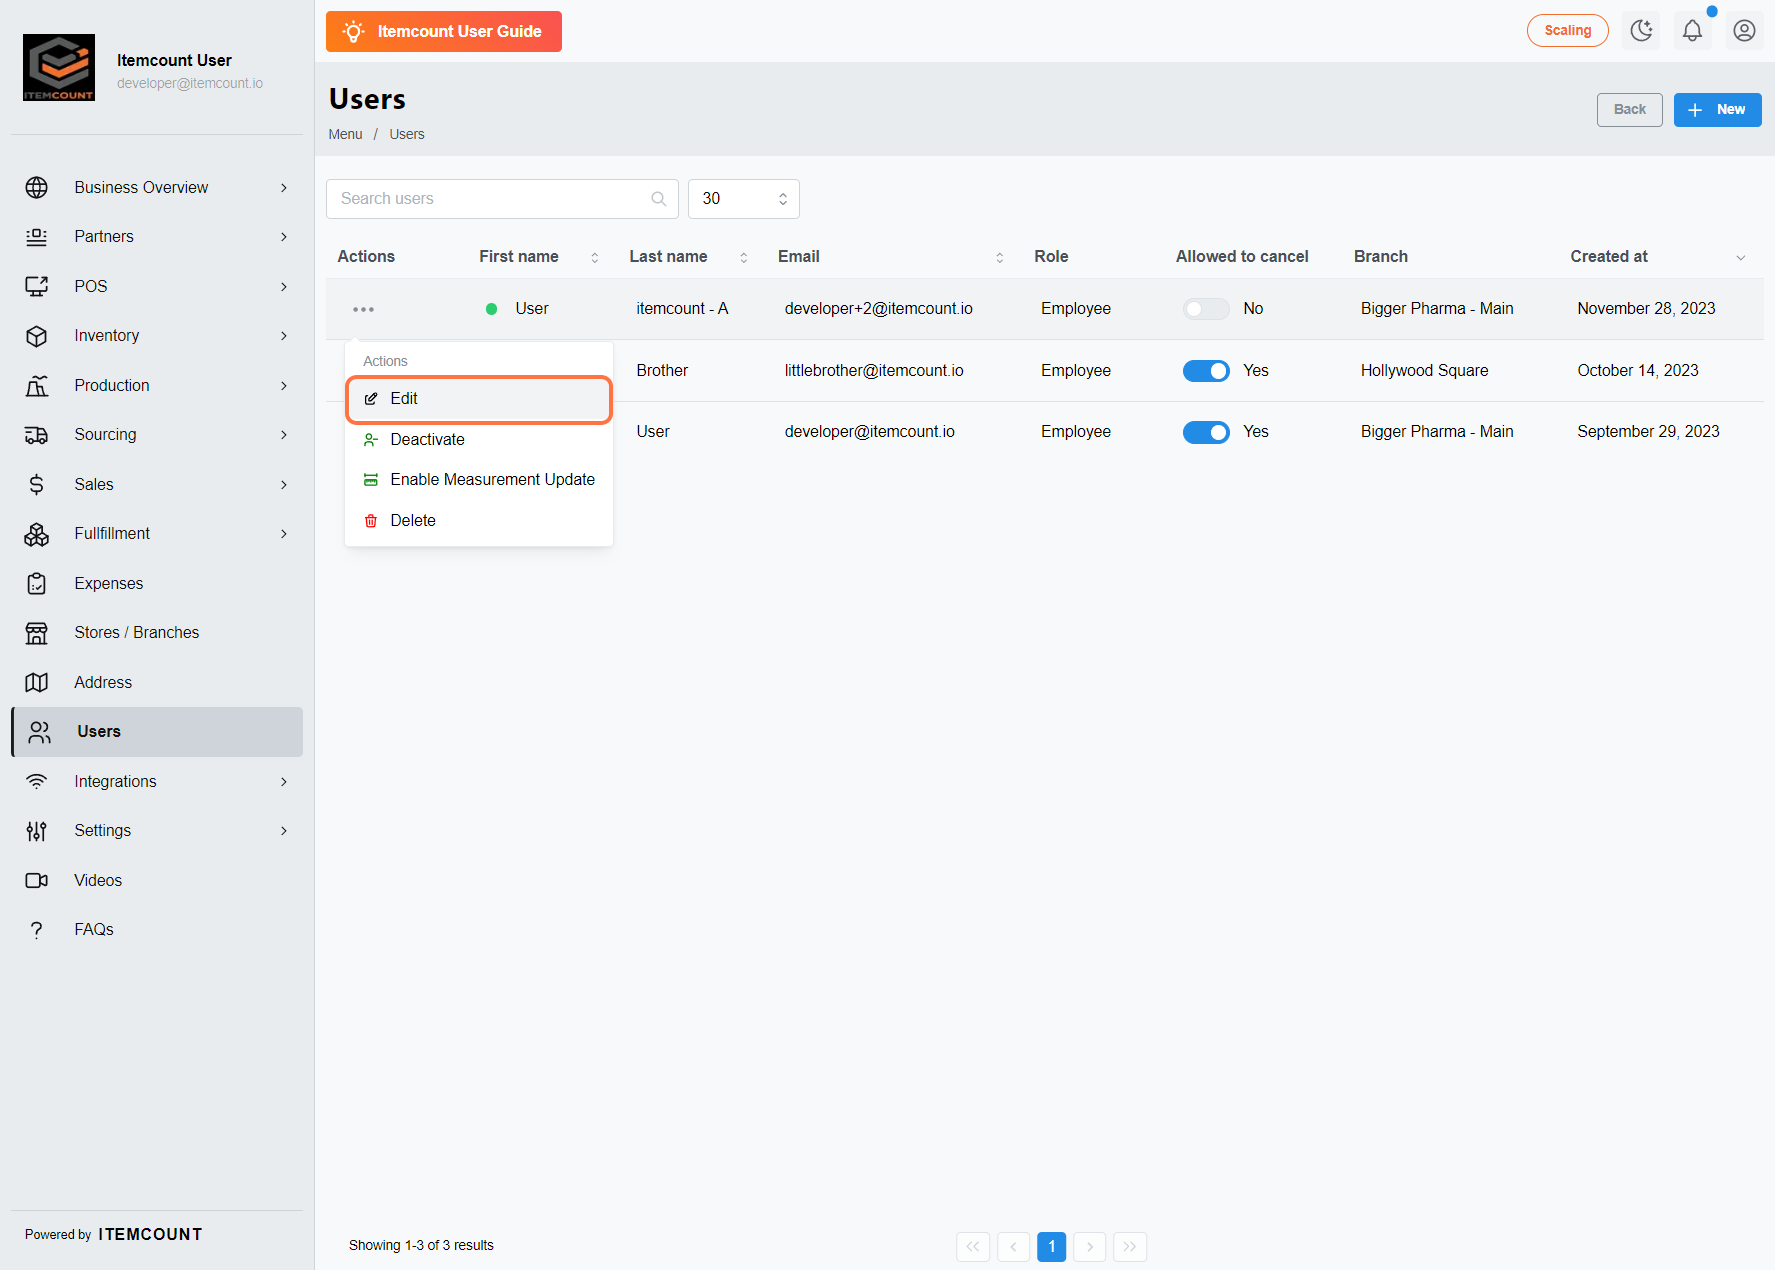 ITEMCOUNT
Itemcount User
developer@itemcount.io
Business Overview
Partners
POS
Inventory
Production
Sourcing
Sales
Fullfillment
Expenses
Stores / Branches
Address
Users
Integrations
Settings
Videos
FAQs
Powered by ITEMCOUNT
Itemcount User Guide
Scaling
Users
Menu / Users
Back
+ New
Search users
30
Actions First name Last name Email Role Allowed to cancel Branch Created at
User itemcount - A developer+2@itemcount.io Employee No Bigger Pharma - Main November 28, 2023
Brother littlebrother@itemcount.io Employee Yes Hollywood Square October 14, 2023
User developer@itemcount.io Employee Yes Bigger Pharma - Main September 29, 2023
Actions
Edit
Deactivate
Enable Measurement Update
Delete
Showing 1-3 of 3 results
<< < 1 > >>